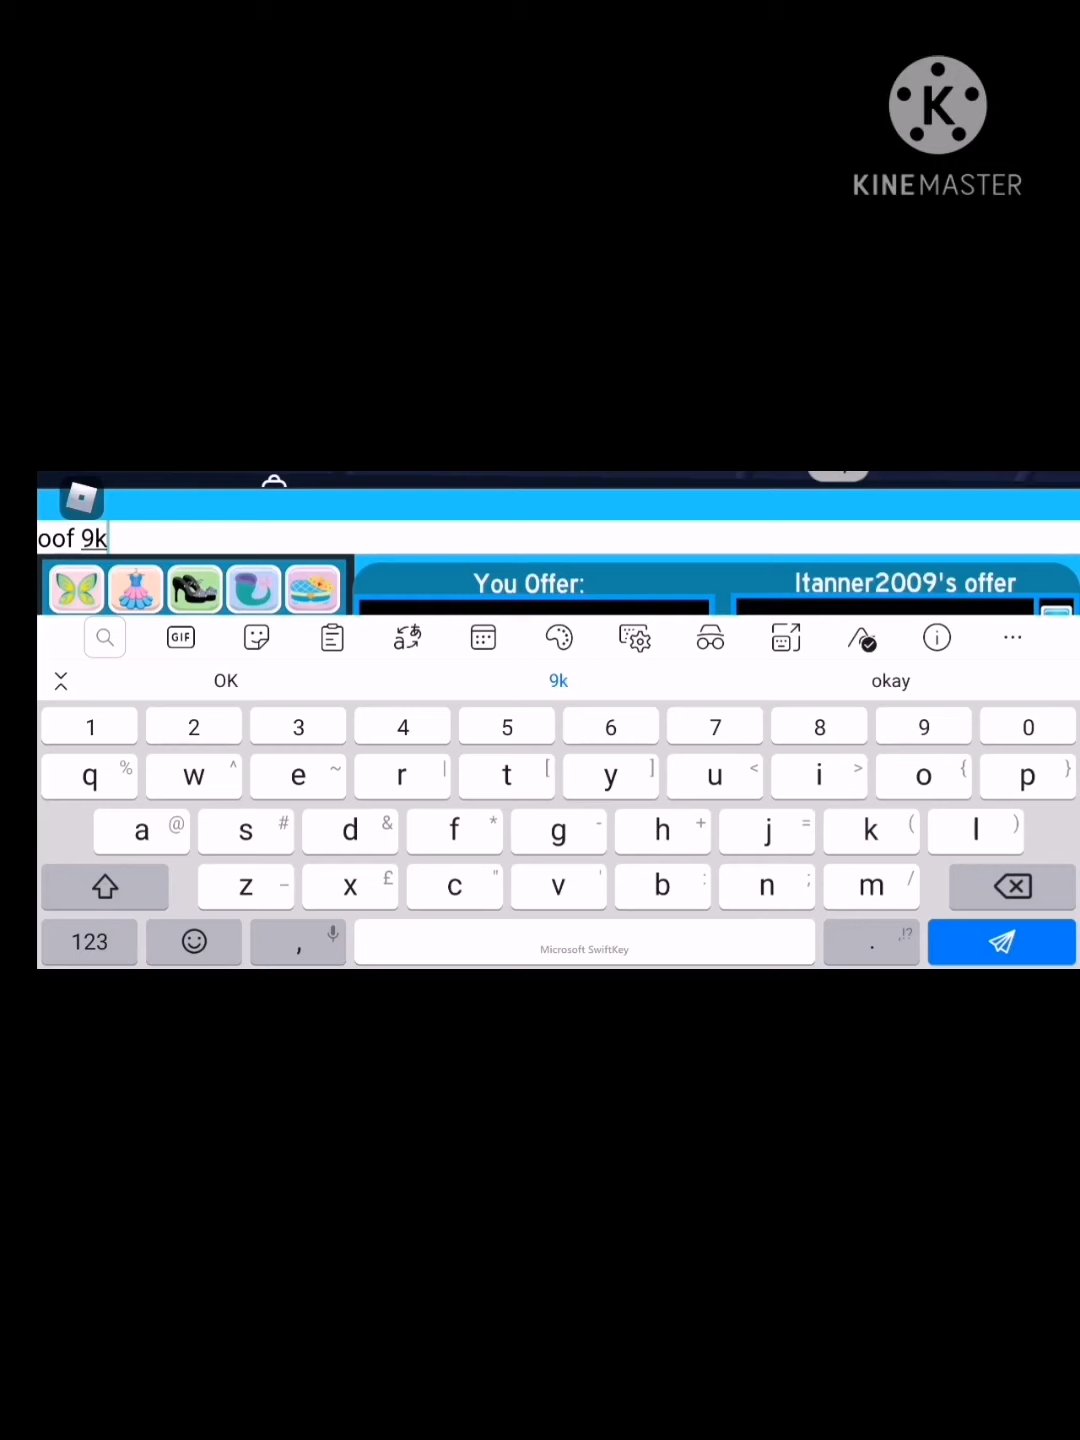 KINEMASTER
oof 9k
You Offer:
Itanner2009's offer
GIF
OK 9k okay
1 2 3 4 5 6 7 8 9 0
q % w ^ e ~ r | t [ y ] u < i > o { p }
a @ s # d & f * g - h + j = k ( l )
z – x £ c " v ' b : n ; m /
123 , Microsoft SwiftKey . ,!?